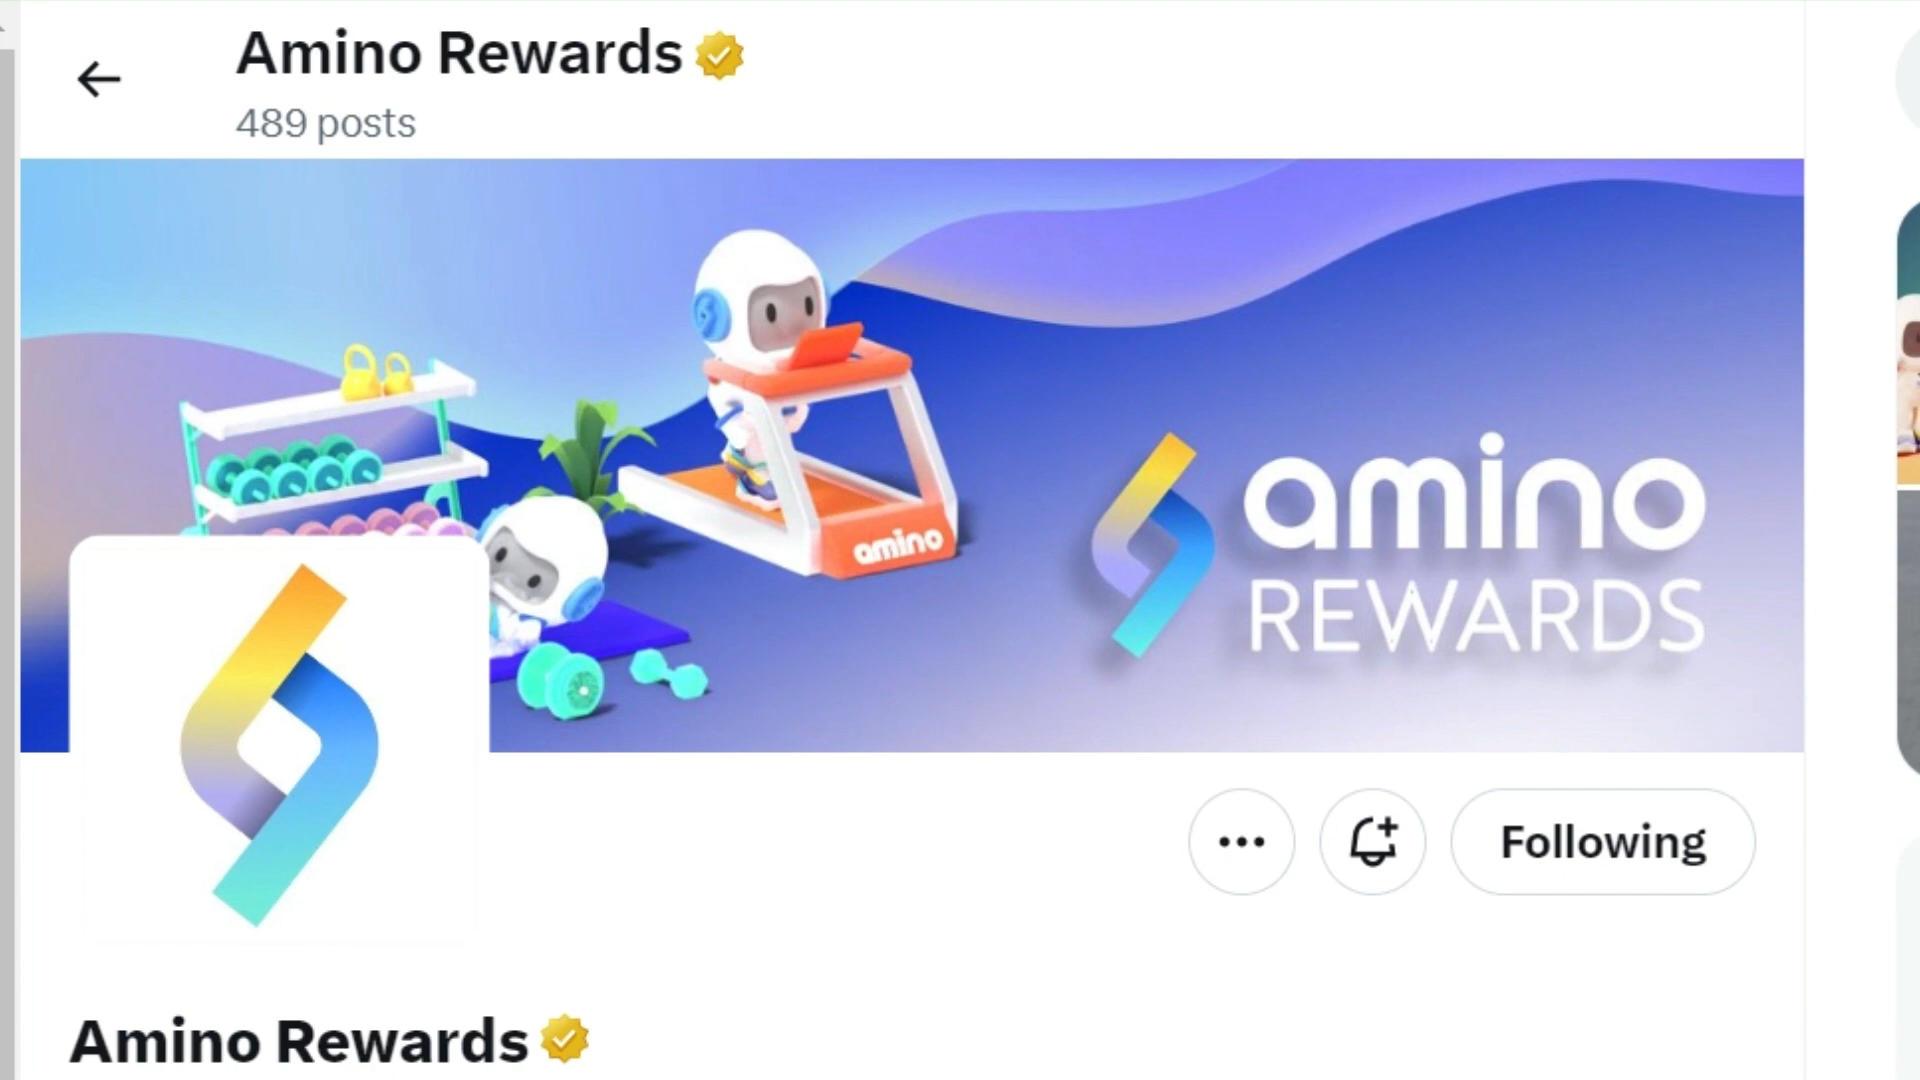 Amino Rewards
489 posts
amino
amino
REWARDS
Following
Amino Rewards